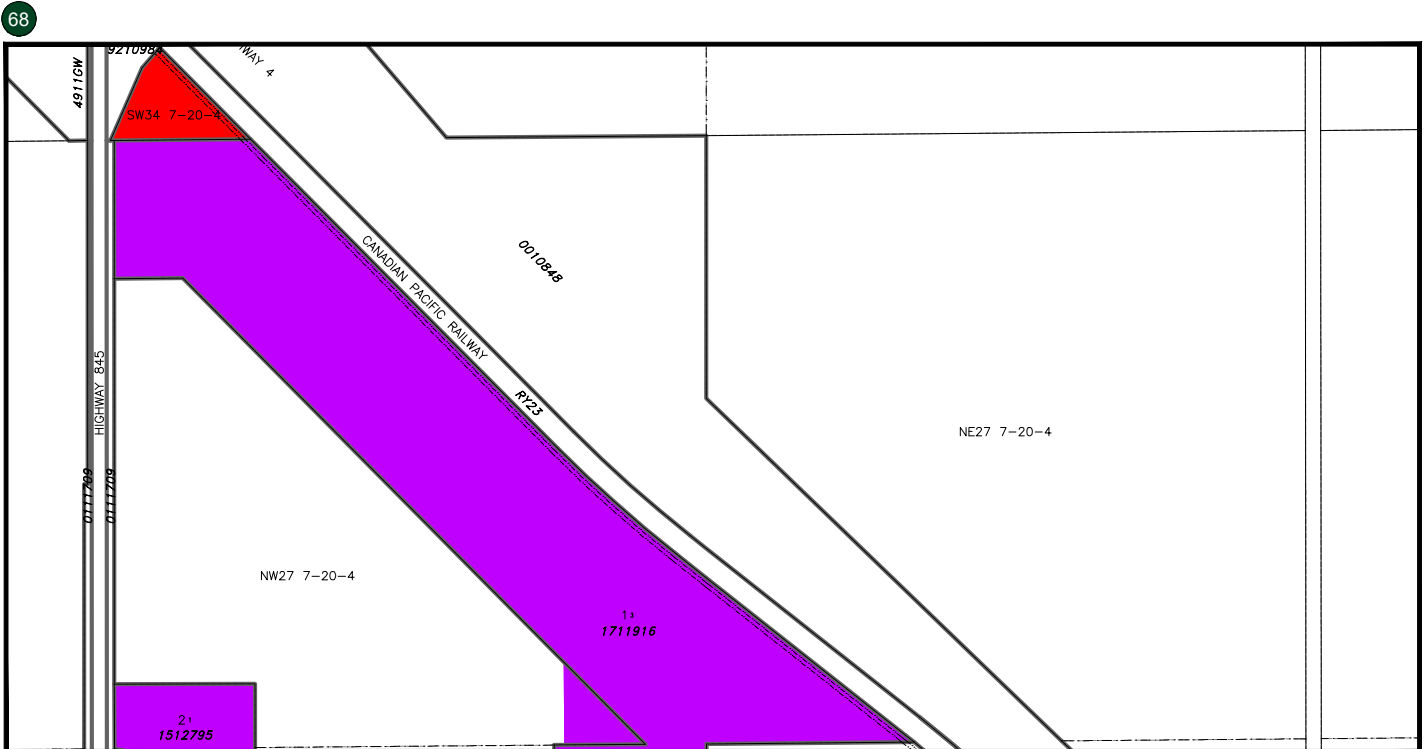 68
9210984
4911GW
WAY 4
SW34 7-20-4
0010848
CANADIAN PACIFIC RAILWAY
HIGHWAY 845
RY23
NE27 7-20-4
0111709
0111709
NW27 7-20-4
1
1711916
2
1512795